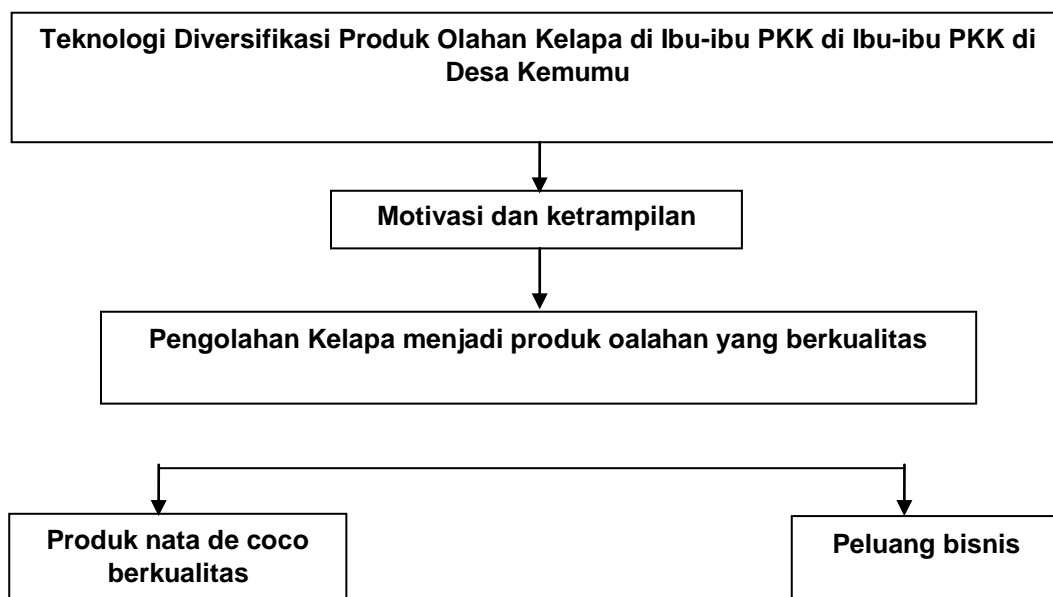 Teknologi Diversifikasi Produk Olahan Kelapa di Ibu-ibu PKK di Ibu-ibu PKK di
Desa Kemumu
Motivasi dan ketrampilan
Pengolahan Kelapa menjadi produk oalahan yang berkualitas
Produk nata de coco
berkualitas
Peluang bisnis